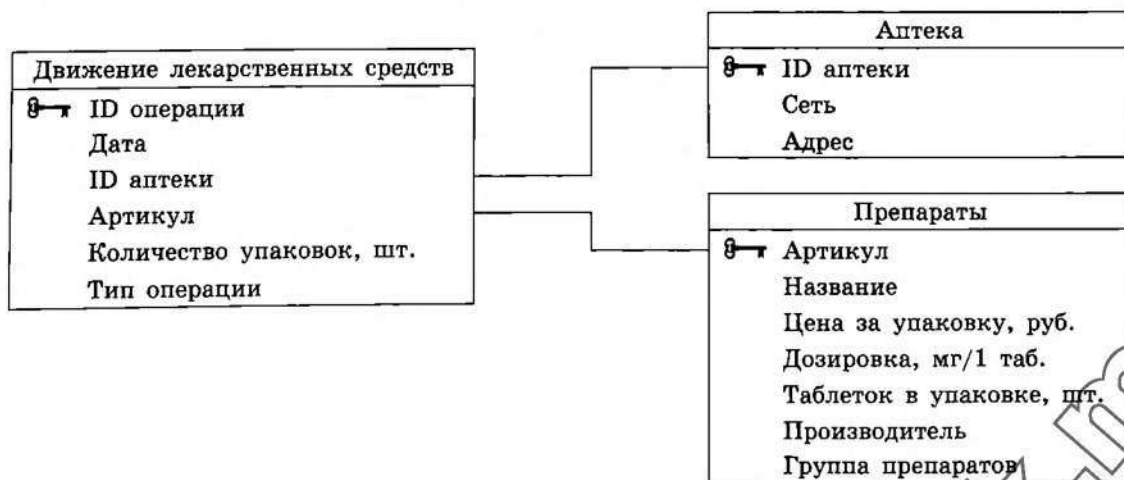 Движение лекарственных средств
ID операции
Дата
ID аптеки
Артикул
Количество упаковок, шт.
Тип операции
Аптека
ID аптеки
Сеть
Адрес
Препараты
Артикул
Название
Цена за упаковку, руб.
Дозировка, мг/1 таб.
Таблеток в упаковке, шт.
Производитель
Группа препаратов